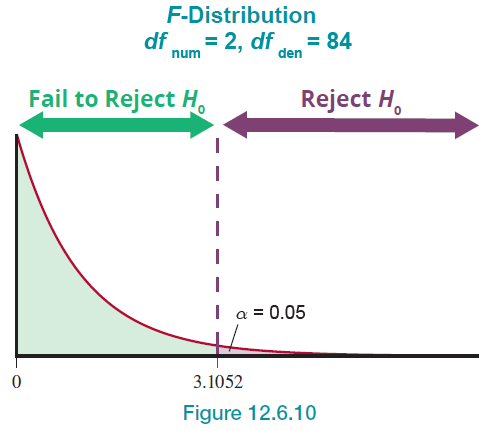 F-Distribution
df num = 2, df den = 84
Fail to Reject H0 Reject H0
α = 0.05
0 3.1052
Figure 12.6.10